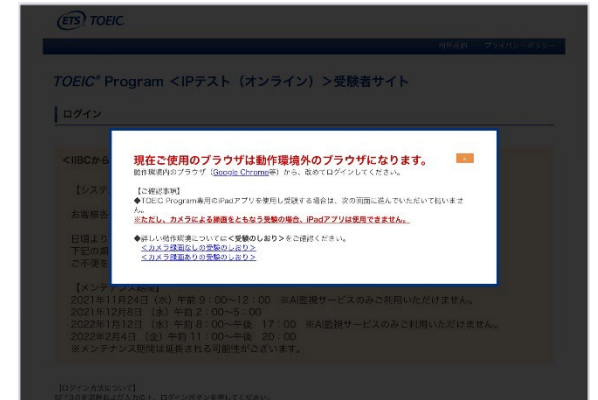 ETS TOEIC
利用規約 プライバシーポリシー
TOEIC® Program <IPテスト（オンライン）>受験者サイト
ログイン
<IIBCから
現在ご使用のブラウザは動作環境外のブラウザになります。
動作環境内のブラウザ（Google Chrome等）から、改めてログインしてください。
【シス
【ご確認事項】
◆TOEIC Program専用のiPadアプリを使用し受験する場合は、次の画面に進んでいただいて構いませ
ん。
お客様各
※ただし、カメラによる録画をともなう受験の場合、iPadアプリは使用できません。
日頃より
◆詳しい動作環境については<受験のしおり>をご確認ください。
下記の期
<カメラ録画なしの受験のしおり>
ご不便を
<カメラ録画ありの受験のしおり>
【メンテナンス期間】
2021年11月24日（水）午前 9：00～12：00 ※AI監視サービスのみご利用いただけません。
2021年12月8日（水）午前 2：00～5：00
2022年1月12日（水）午前 8：00～午後 17：00 ※AI監視サービスのみご利用いただけません。
2022年2月4日（金）午前 11：00～午後 20：00
※メンテナンス期間は延長される可能性がございます。
【ログイン方法について】